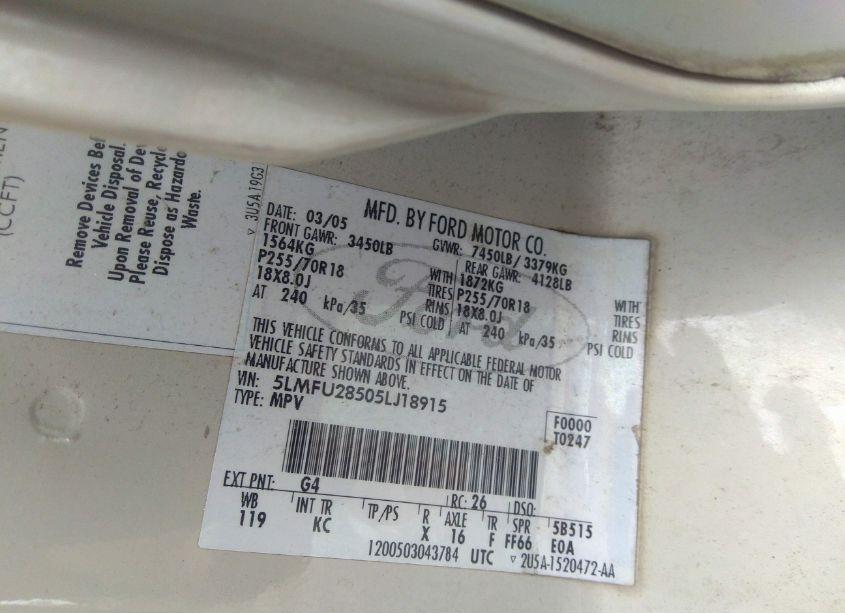 MEN
(CCFT)
Remove Devices Bef
Vehicle Disposal.
Upon Removal of Dev
Please Reuse, Recycle
Dispose as Hazardo
Waste.
▽ 3U5A19G3
DATE: 03/05 MFD. BY FORD MOTOR CO.
FRONT GAWR: 3450LB GVWR: 7450LB/3379KG
1564KG REAR GAWR: 4128LB
P255/70R18 WITH 1872KG WITH
18X8.0J TIRES P255/70R18 TIRES
AT 240 kPa/35 RIMS 18X8.0J RIMS
PSI COLD AT 240 kPa/35 PSI COLD
Ford
THIS VEHICLE CONFORMS TO ALL APPLICABLE FEDERAL MOTOR
VEHICLE SAFETY STANDARDS IN EFFECT ON THE DATE OF
MANUFACTURE SHOWN ABOVE.
VIN: 5LMFU28505LJ18915
TYPE: MPV
F0000
T0247
EXT PNT: G4 RC: 26 DSO:
WB INT TR TP/PS R AXLE TR SPR 5B515
119 KC X 16 F FF66 E0A
1200503043784 UTC ▽ 2U5A-1520472-AA